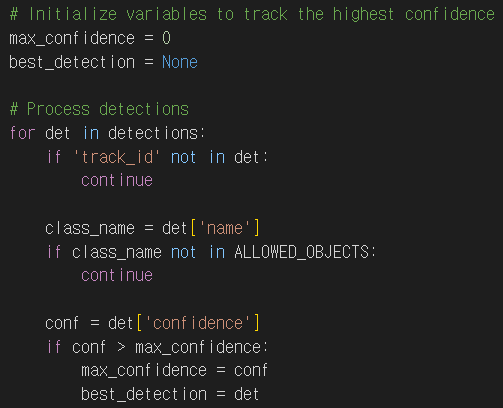 # Initialize variables to track the highest confidence
max_confidence = 0
best_detection = None

# Process detections
for det in detections:
    if 'track_id' not in det:
        continue

    class_name = det['name']
    if class_name not in ALLOWED_OBJECTS:
        continue

    conf = det['confidence']
    if conf > max_confidence:
        max_confidence = conf
        best_detection = det